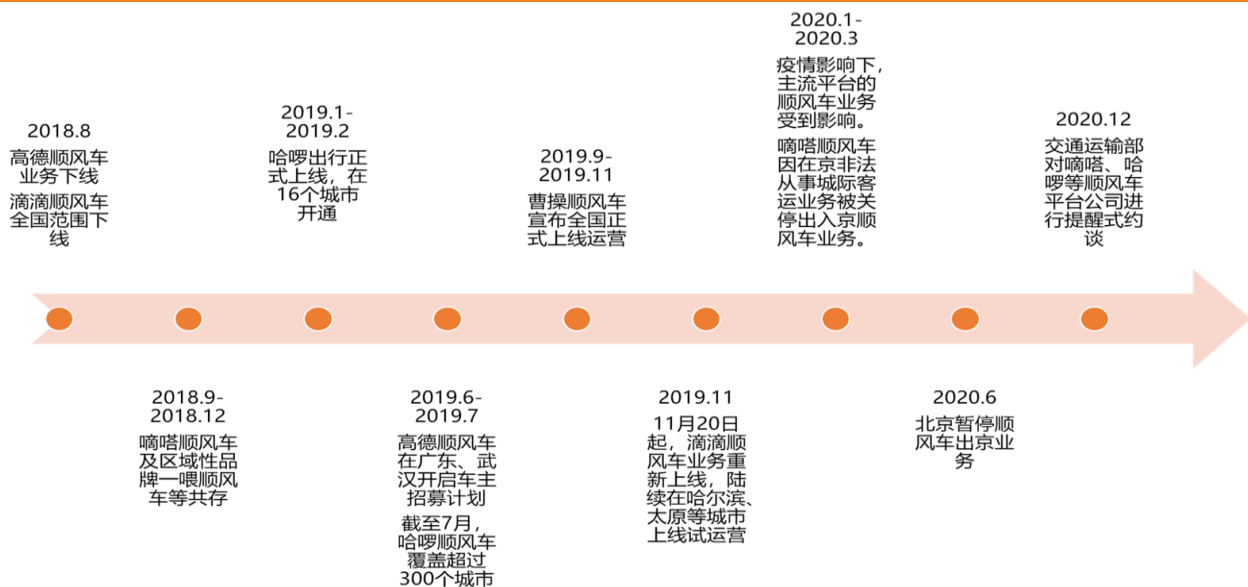 2018.8
高德顺风车
业务下线
滴滴顺风车
全国范围下
线
2018.9-
2018.12
嘀嗒顺风车
及区域性品
牌一喂顺风
车等共存
2019.1-
2019.2
哈啰出行正
式上线，在
16个城市
开通
2019.6-
2019.7
高德顺风车
在广东、武
汉开启车主
招募计划
截至7月，
哈啰顺风车
覆盖超过
300个城市
2019.9-
2019.11
曹操顺风车
宣布全国正
式上线运营
2019.11
11月20日
起，滴滴顺
风车业务重
新上线，陆
续在哈尔滨、
太原等城市
上线试运营
2020.1-
2020.3
疫情影响下，
主流平台的
顺风车业务
受到影响。
嘀嗒顺风车
因在京非法
从事城际客
运业务被关
停出入京顺
风车业务。
2020.6
北京暂停顺
风车出京业
务
2020.12
交通运输部
对嘀嗒、哈
啰等顺风车
平台公司进
行提醒式约
谈